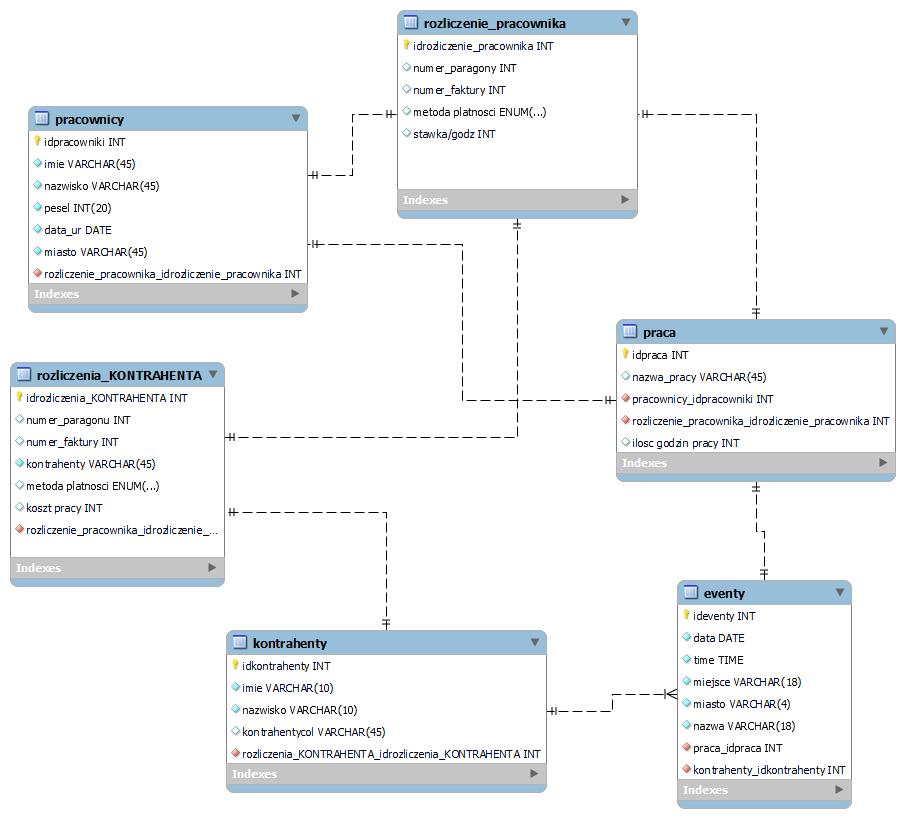 rozliczenie_pracownika
idrozliczenie_pracownika INT
numer_paragony INT
numer_faktury INT
metoda platnosci ENUM(...)
stawka/godz INT
Indexes
pracownicy
idpracowniki INT
imie VARCHAR(45)
nazwisko VARCHAR(45)
pesel INT(20)
data_ur DATE
miasto VARCHAR(45)
rozliczenie_pracownika_idrozliczenie_pracownika INT
Indexes
praca
idpraca INT
nazwa_pracy VARCHAR(45)
pracownicy_idpracowniki INT
rozliczenie_pracownika_idrozliczenie_pracownika INT
ilosc godzin pracy INT
Indexes
rozliczenia_KONTRAHENTA
idrozliczenia_KONTRAHENTA INT
numer_paragonu INT
numer_faktury INT
kontrahenty VARCHAR(45)
metoda platnosci ENUM(...)
koszt pracy INT
rozliczenie_pracownika_idrozliczenie_...
Indexes
eventy
ideventy INT
data DATE
time TIME
miejsce VARCHAR(18)
miasto VARCHAR(4)
nazwa VARCHAR(18)
praca_idpraca INT
kontrahenty_idkontrahenty INT
Indexes
kontrahenty
idkontrahenty INT
imie VARCHAR(10)
nazwisko VARCHAR(10)
kontrahentycol VARCHAR(45)
rozliczenia_KONTRAHENTA_idrozliczenia_KONTRAHENTA INT
Indexes